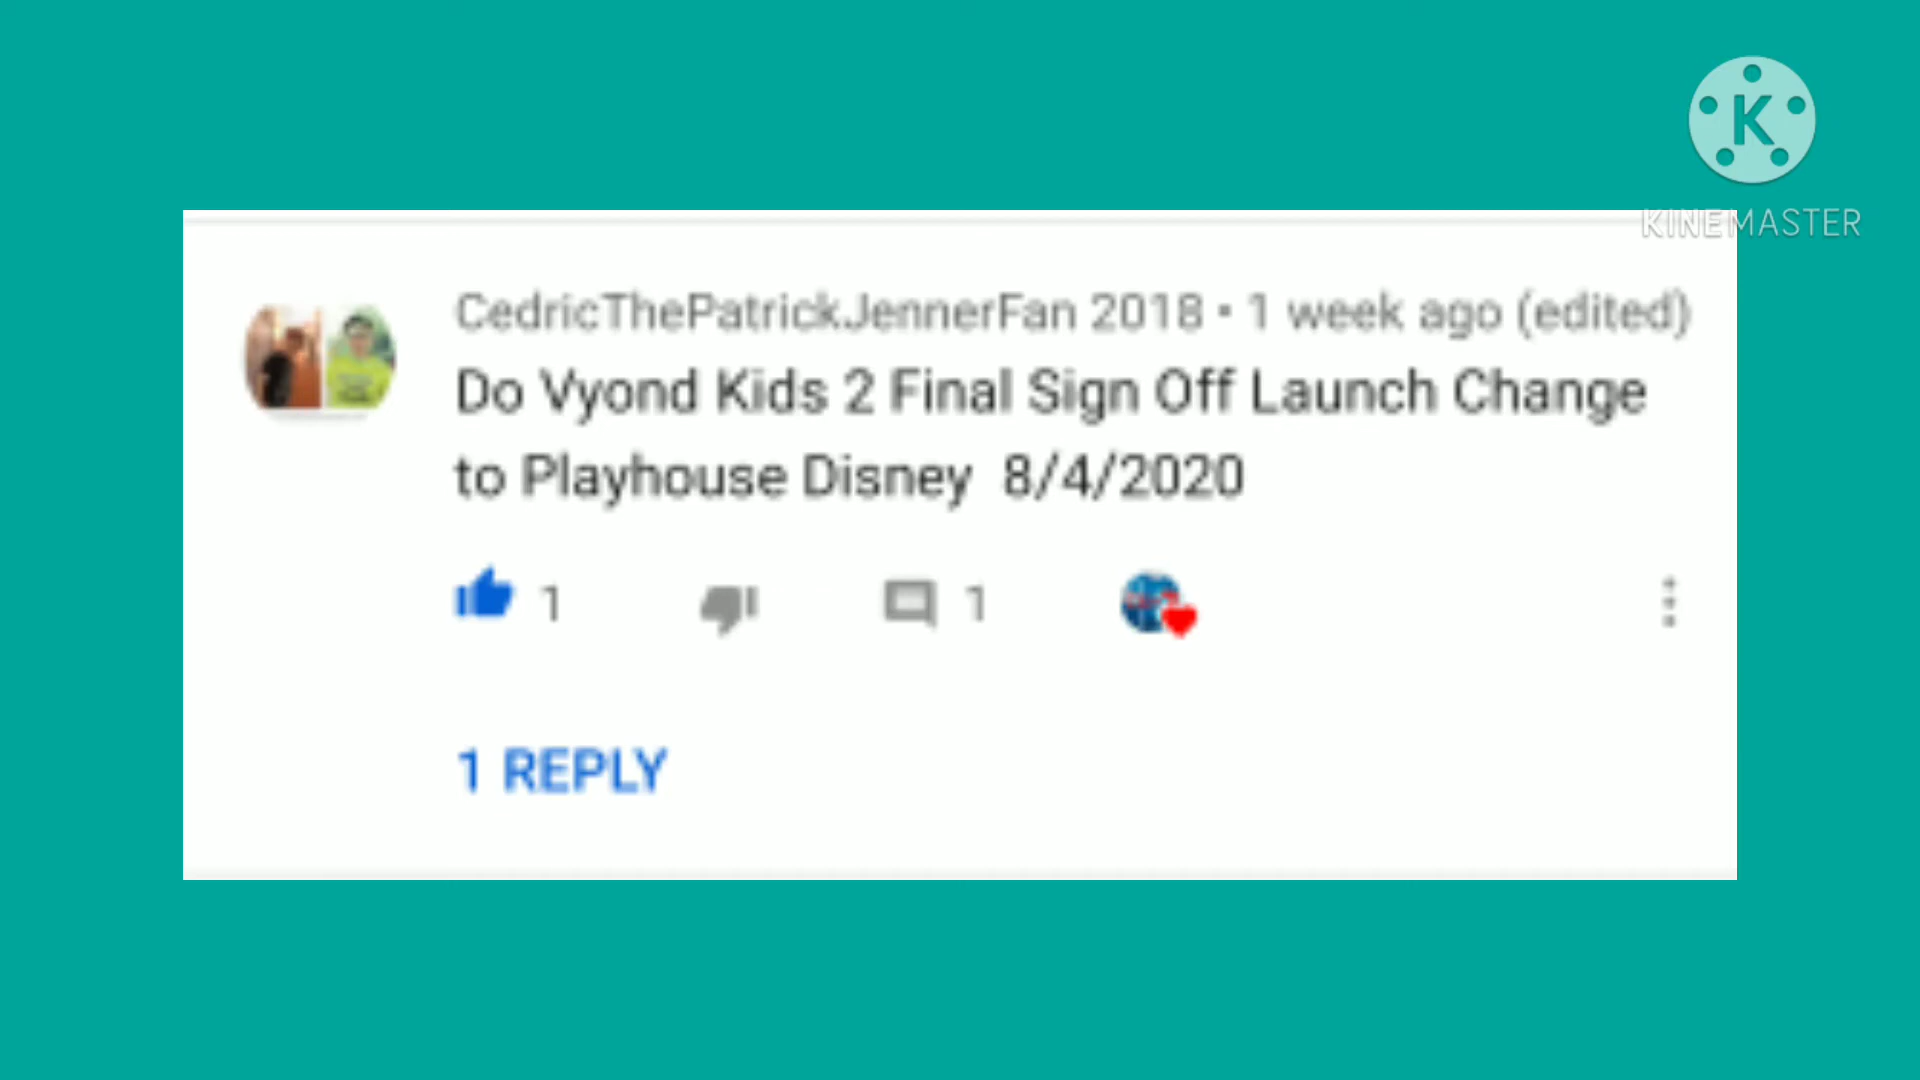 K
KINEMASTER
CedricThePatrickJennerFan 2018 • 1 week ago (edited)
Do Vyond Kids 2 Final Sign Off Launch Change
to Playhouse Disney 8/4/2020
1 1
1 REPLY